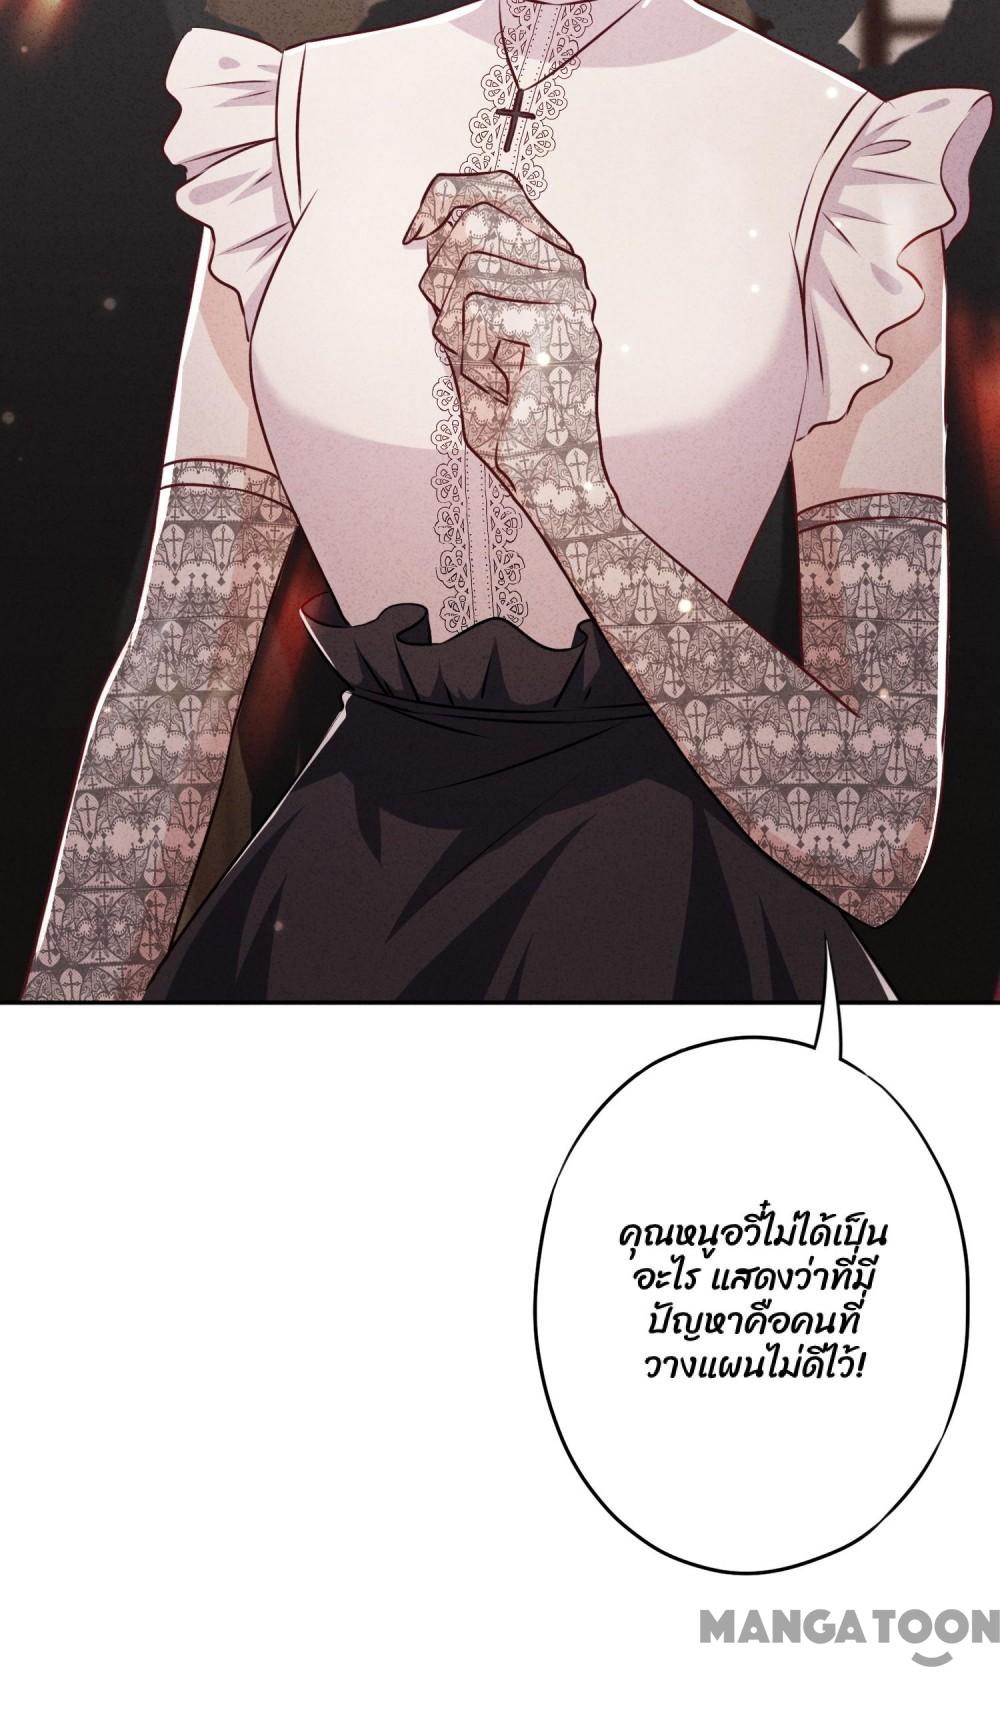 คุณหนูอวี๋ไม่ได้เป็น
อะไร แสดงว่าที่มี
ปัญหาคือคนที่
วางแผนไม่ดีไว้!
MANGATOON